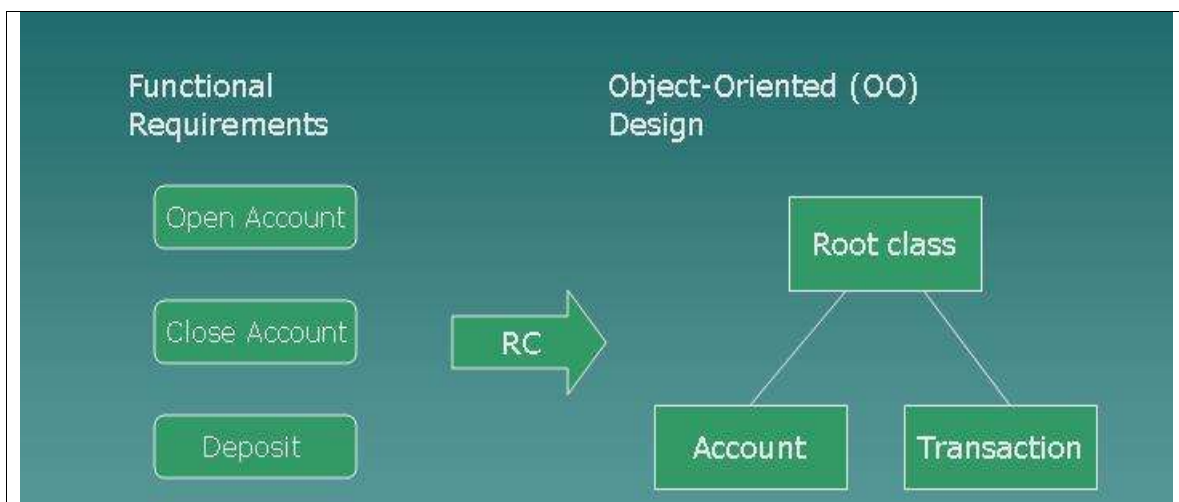 Functional
Requirements
Open Account
Close Account
Deposit
RC
Object-Oriented (OO)
Design
Root class
Account
Transaction